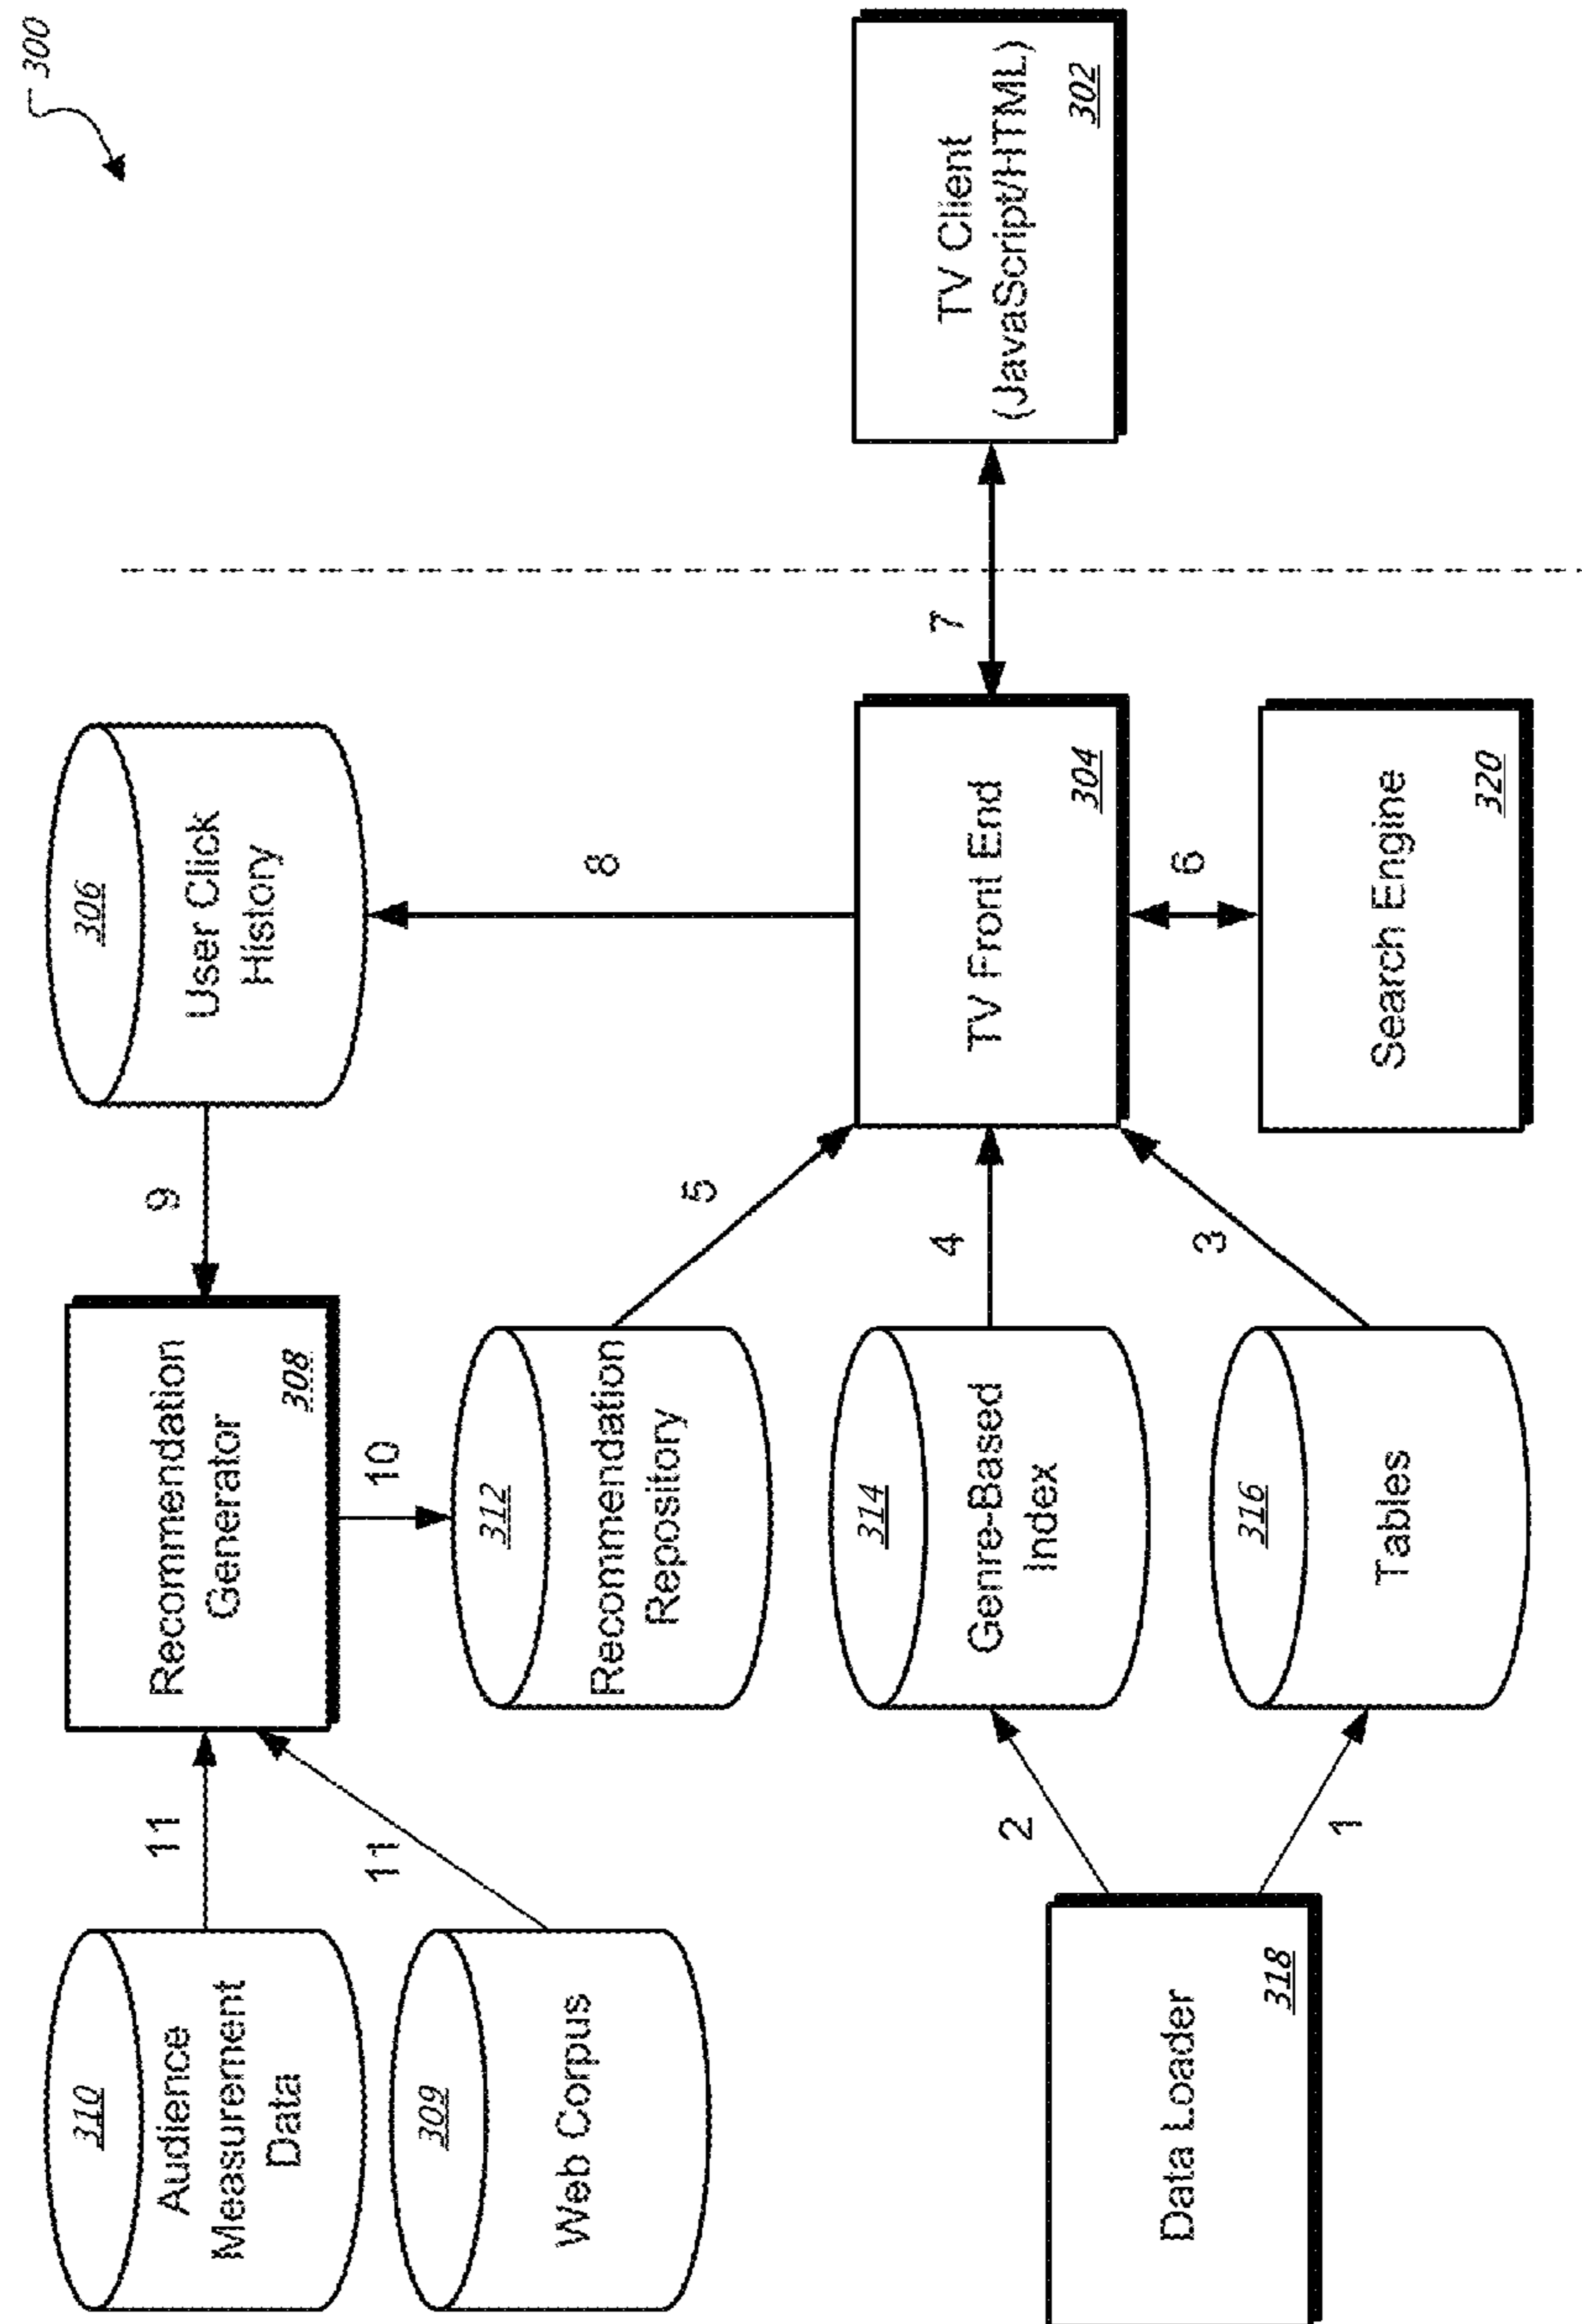 300
310
Audience
Measurement
Data
11
Recommendation
Generator
308
9
306
User Click
History
309
Web Corpus
11
10
312
Recommendation
Repository
5
8
314
Genre-Based
Index
4
TV Front End
304
7
TV Client
(JavaScript/HTML)
302
Data Loader
318
2
1
316
Tables
3
6
Search Engine
320